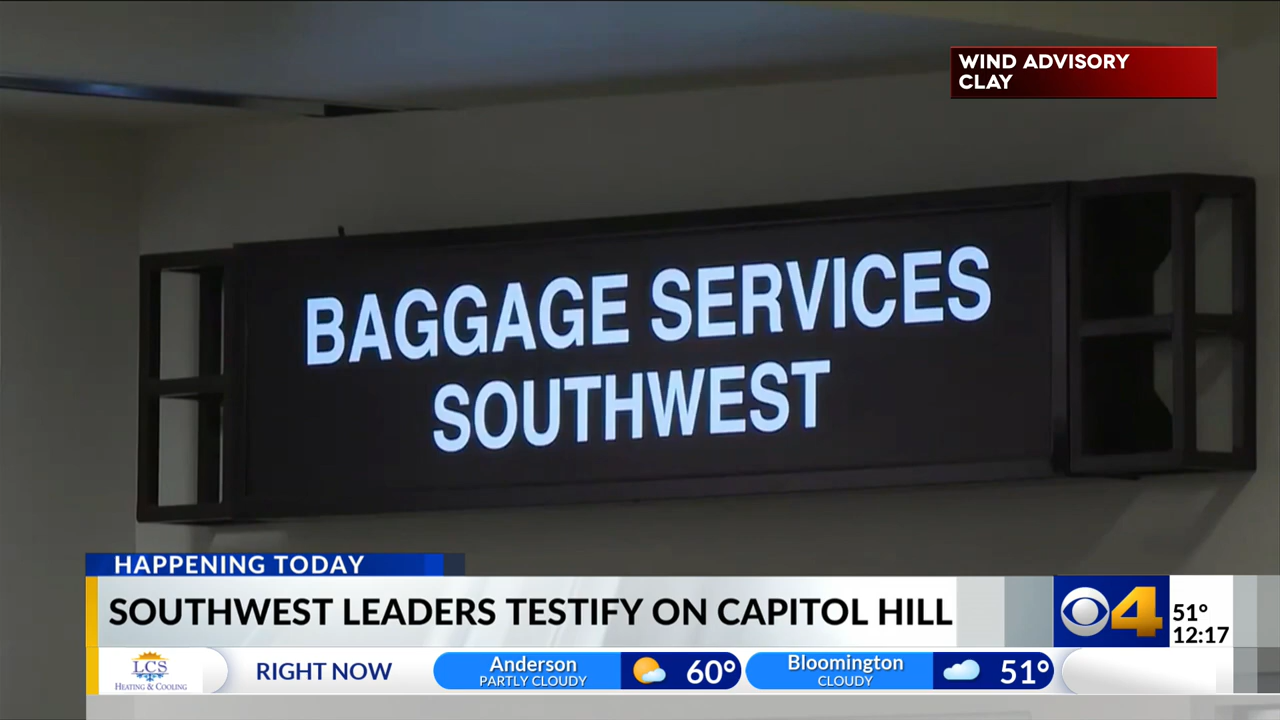 WIND ADVISORY
CLAY
BAGGAGE SERVICES
SOUTHWEST
HAPPENING TODAY
SOUTHWEST LEADERS TESTIFY ON CAPITOL HILL
4
51°
12:17
LCS
HEATING & COOLING
RIGHT NOW
Anderson
PARTLY CLOUDY
60°
Bloomington
CLOUDY
51°